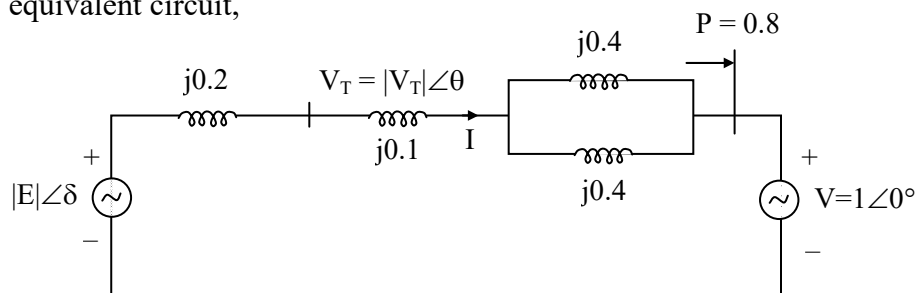 equivalent circuit,
P = 0.8
j0.4
j0.2
V_T = |V_T|∠θ
j0.1
I
j0.4
+
|E|∠δ
−
+
V=1∠0°
−